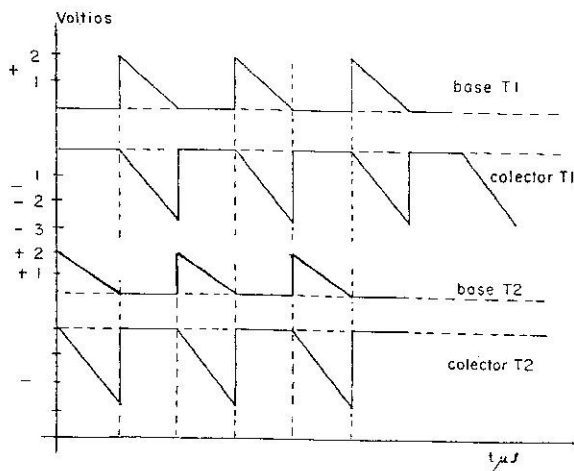 Voltios
+ 2
1
base T1
- 1
- 2
colector T1
- 3
+ 2
+ 1
base T2
colector T2
-
t μs